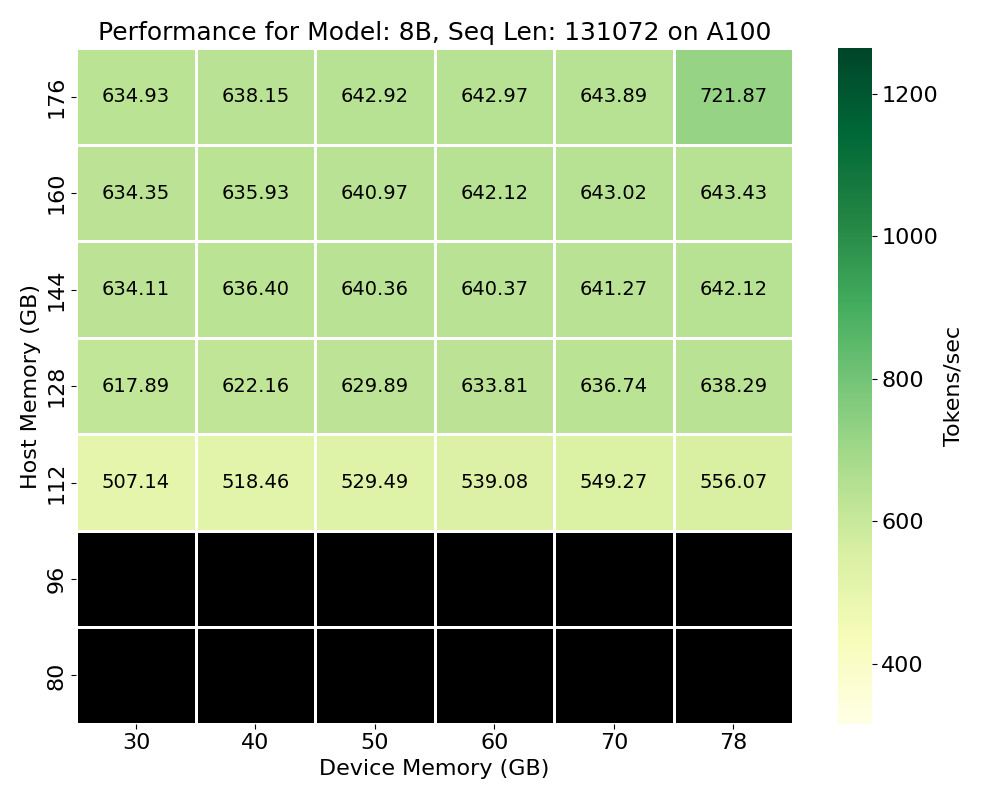 Performance for Model: 8B, Seq Len: 131072 on A100
Host Memory (GB)
176 634.93 638.15 642.92 642.97 643.89 721.87
160 634.35 635.93 640.97 642.12 643.02 643.43
144 634.11 636.40 640.36 640.37 641.27 642.12
128 617.89 622.16 629.89 633.81 636.74 638.29
112 507.14 518.46 529.49 539.08 549.27 556.07
96
80
30 40 50 60 70 78
Device Memory (GB)
1200
1000
800
600
400
Tokens/sec